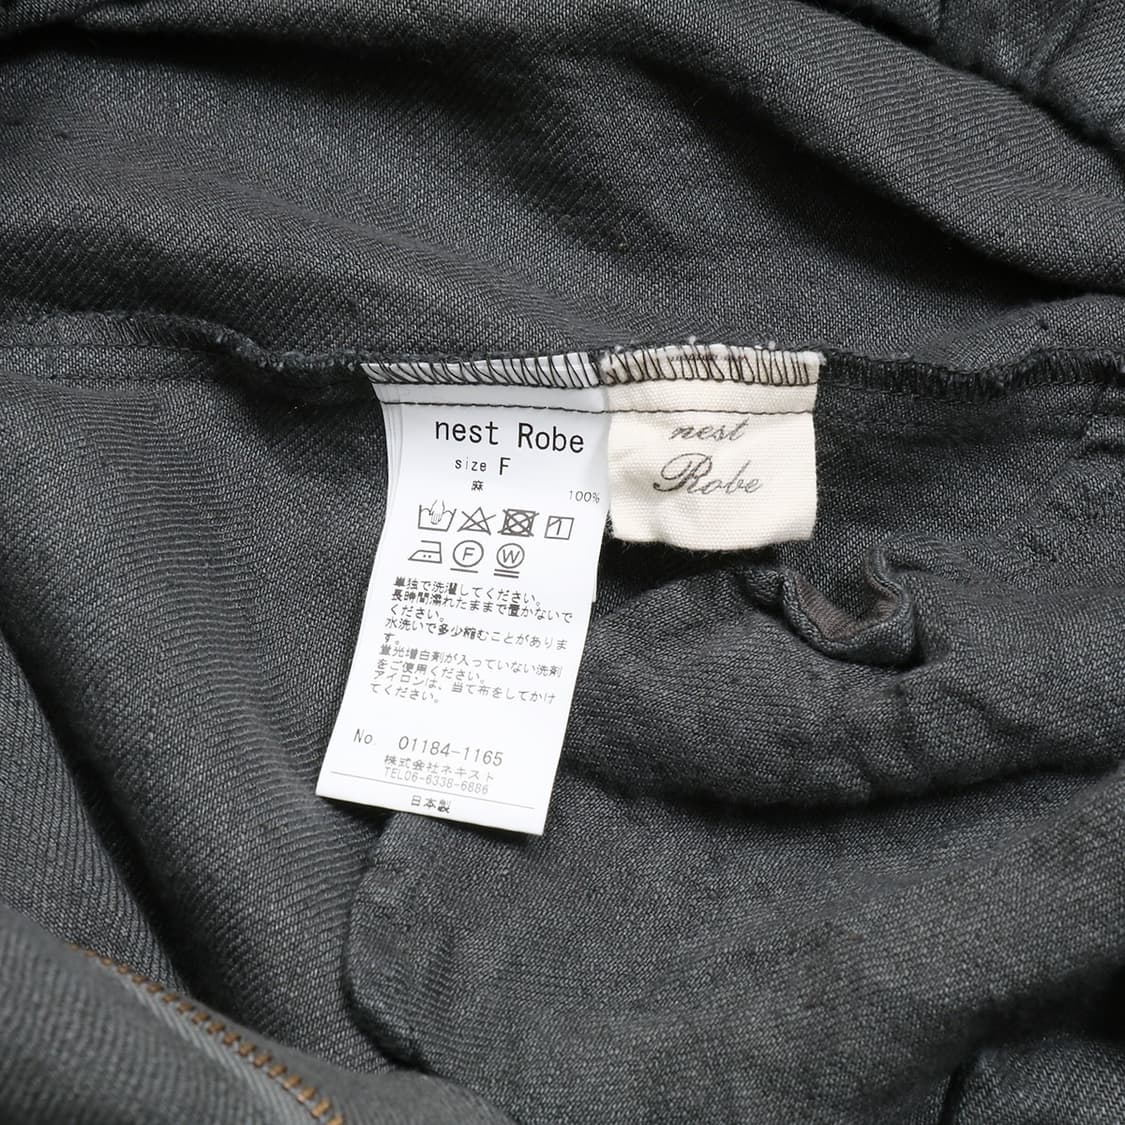 nest Robe
size F
麻
100%
F W
単独で洗濯してください。
長時間濡れたままで置かないで
ください。
水洗いで多少縮むことがありま
す。
蛍光増白剤が入っていない洗剤
をご使用ください。
アイロンは、当て布をしてかけ
てください。
No. 01184-1165
株式会社ネキスト
TEL06-6338-6886
日本製
nest
Robe